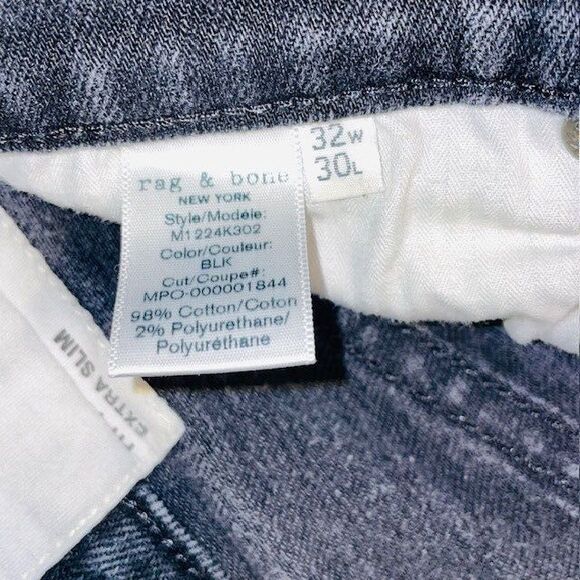 32W
30L
rag & bone
NEW YORK
Style/Modèle:
M1224K302
Color/Couleur:
BLK
Cut/Coupe#:
MPO-000001844
98% Cotton/Coton
2% Polyurethane/
Polyuréthane
EXTRA SLIM